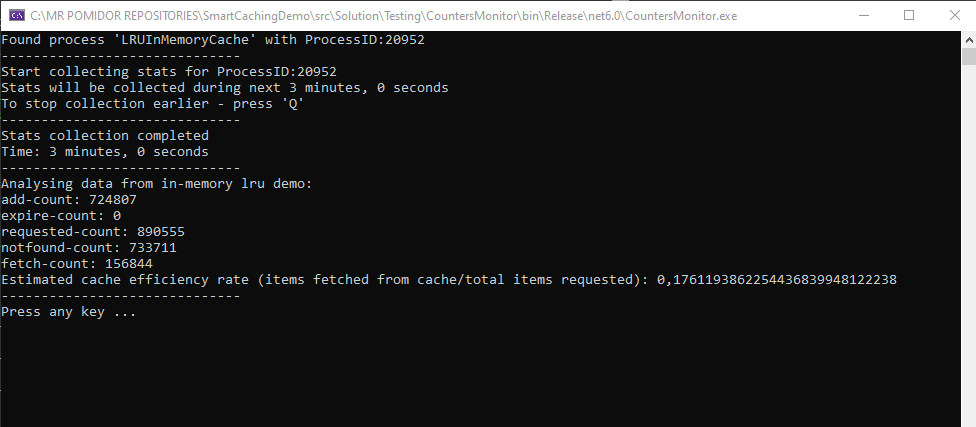 C:\MR POMIDOR REPOSITORIES\SmartCachingDemo\src\Solution\Testing\CountersMonitor\bin\Release\net6.0\CountersMonitor.exe
Found process 'LRUInMemoryCache' with ProcessID:20952
------------------------------
Start collecting stats for ProcessID:20952
Stats will be collected during next 3 minutes, 0 seconds
To stop collection earlier - press 'Q'
------------------------------
Stats collection completed
Time: 3 minutes, 0 seconds
------------------------------
Analysing data from in-memory lru demo:
add-count: 724807
expire-count: 0
requested-count: 890555
notfound-count: 733711
fetch-count: 156844
Estimated cache efficiency rate (items fetched from cache/total items requested): 0,1761193862254436839948122238
------------------------------
Press any key ...